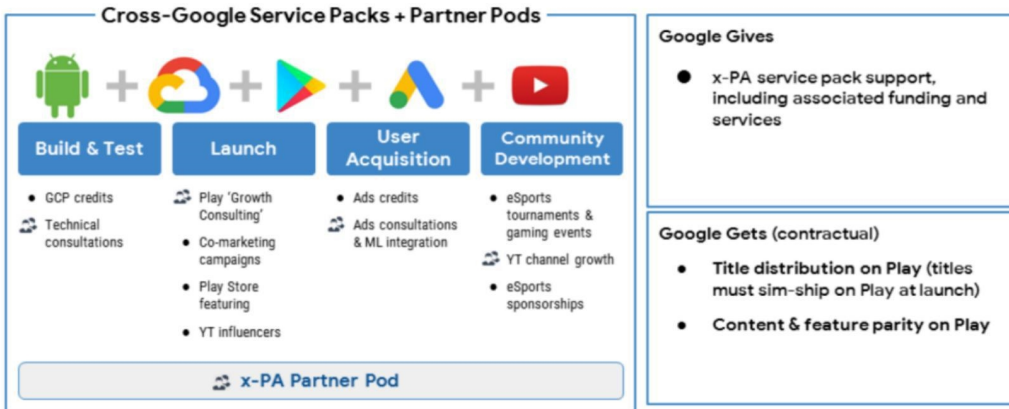 Cross-Google Service Packs + Partner Pods
Build & Test
● GCP credits
Technical
consultations
Launch
Play ‘Growth
Consulting’
● Co-marketing
campaigns
● Play Store
featuring
● YT influencers
User
Acquisition
● Ads credits
Ads consultations
& ML integration
Community
Development
● eSports
tournaments &
gaming events
YT channel growth
● eSports
sponsorships
x-PA Partner Pod
Google Gives
● x-PA service pack support,
including associated funding and
services
Google Gets (contractual)
● Title distribution on Play (titles
must sim-ship on Play at launch)
● Content & feature parity on Play